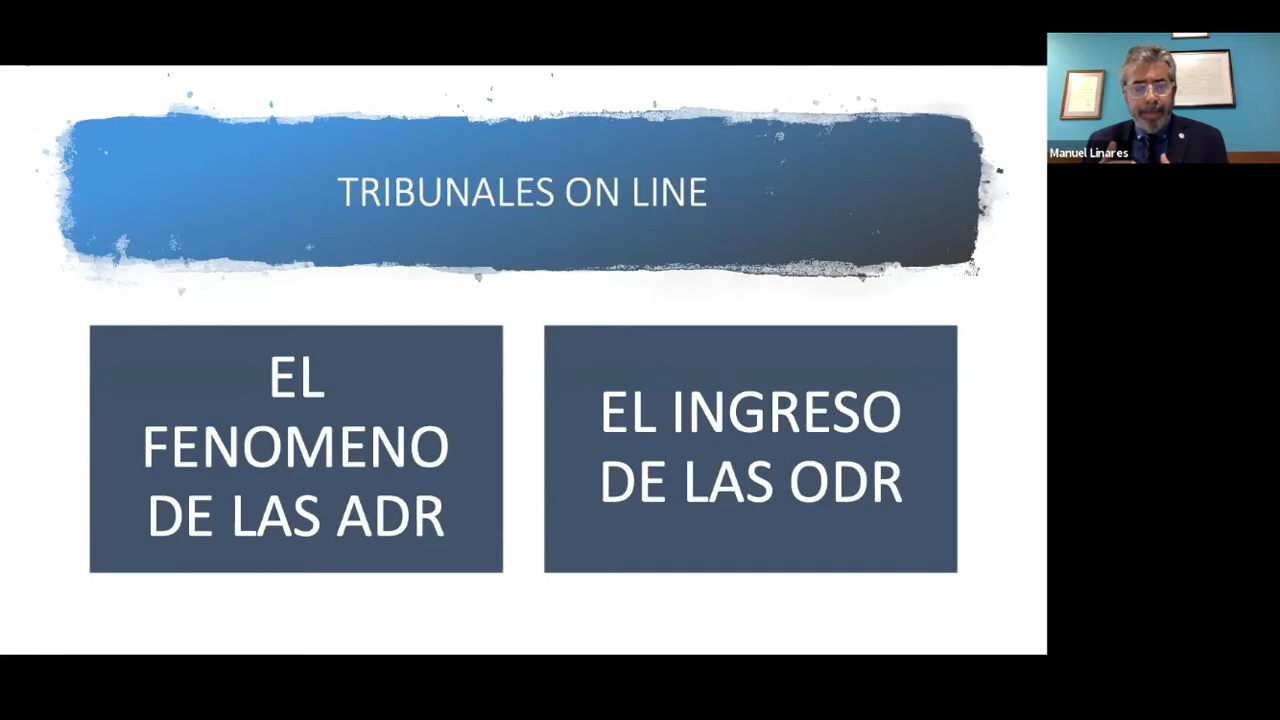 TRIBUNALES ON LINE
EL
FENOMENO
DE LAS ADR
EL INGRESO
DE LAS ODR
Manuel Linares